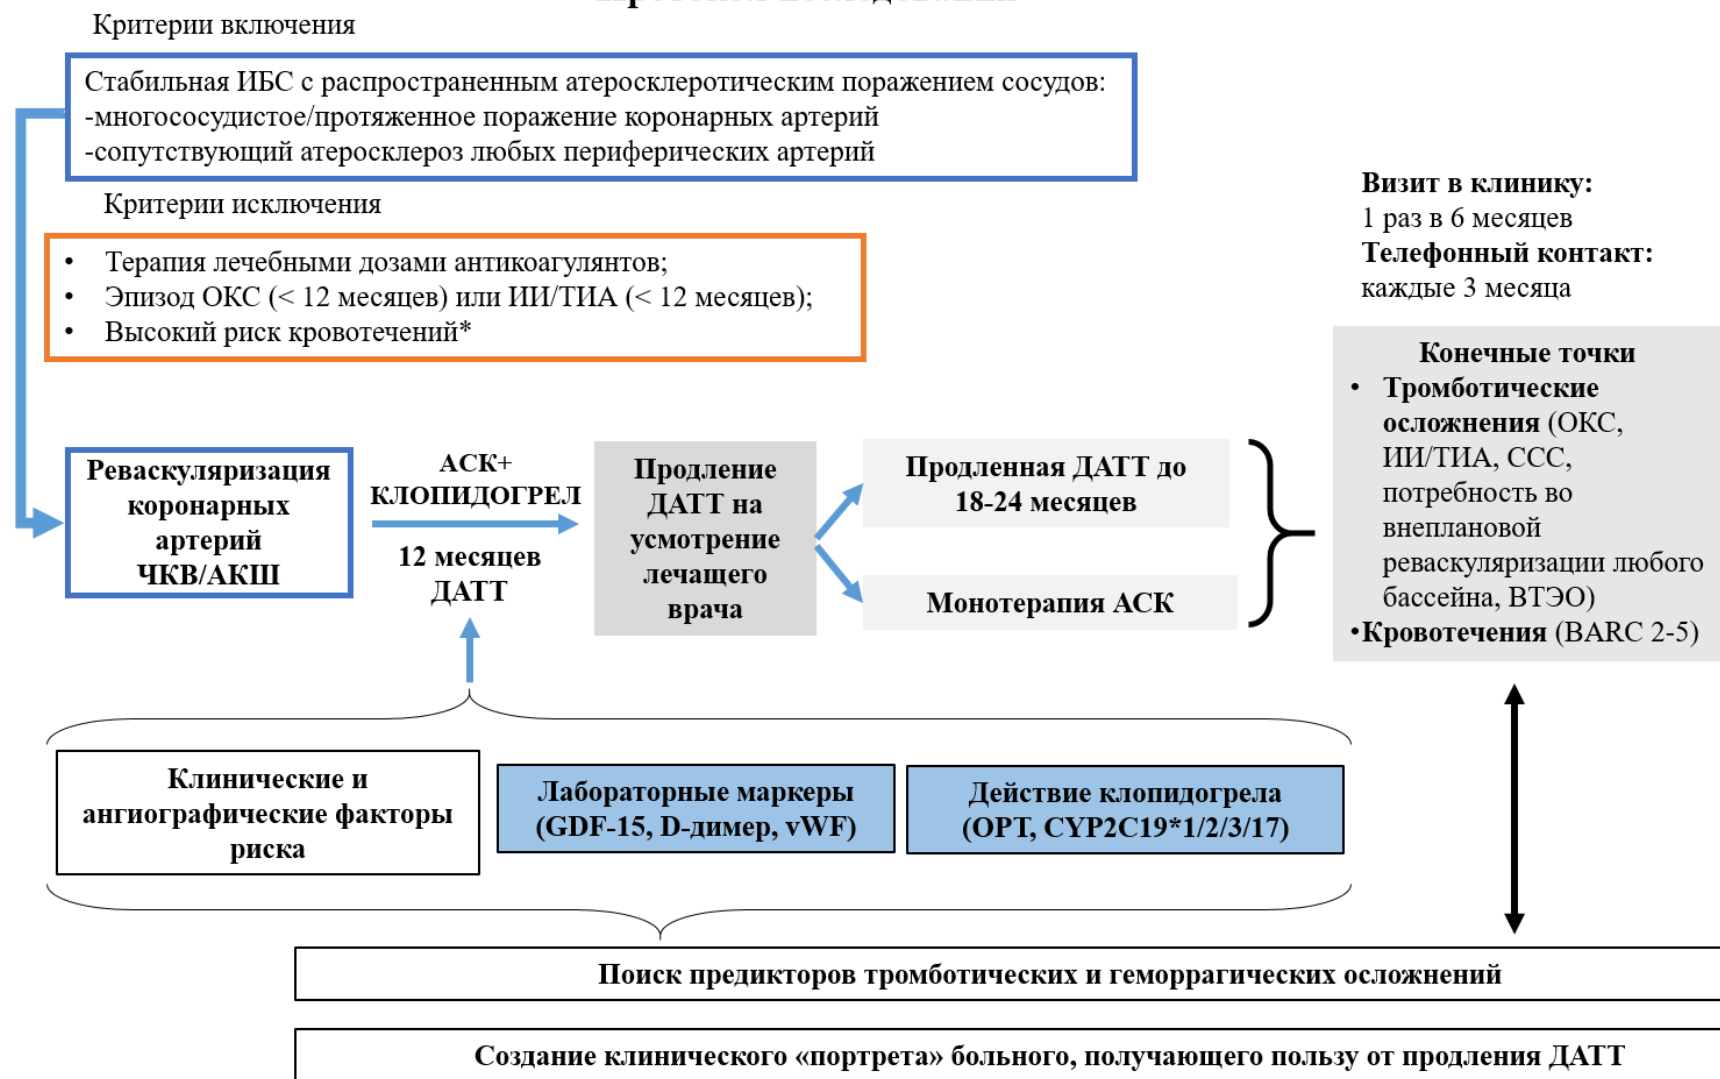 Критерии включения
Стабильная ИБС с распространенным атеросклеротическим поражением сосудов:
-многососудистое/протяженное поражение коронарных артерий
-сопутствующий атеросклероз любых периферических артерий
Критерии исключения
• Терапия лечебными дозами антикоагулянтов;
• Эпизод ОКС (< 12 месяцев) или ИИ/ТИА (< 12 месяцев);
• Высокий риск кровотечений*
Визит в клинику:
1 раз в 6 месяцев
Телефонный контакт:
каждые 3 месяца
Реваскуляризация
коронарных
артерий
ЧКВ/АКШ
АСК+
КЛОПИДОГРЕЛ
12 месяцев
ДАТТ
Продление
ДАТТ на
усмотрение
лечащего
врача
Продленная ДАТТ до
18-24 месяцев
Монотерапия АСК
Конечные точки
• Тромботические
осложнения (ОКС,
ИИ/ТИА, ССС,
потребность во
внеплановой
реваскуляризации любого
бассейна, ВТЭО)
•Кровотечения (BARC 2-5)
Клинические и
ангиографические факторы
риска
Лабораторные маркеры
(GDF-15, D-димер, vWF)
Действие клопидогрела
(ОРТ, CYP2C19*1/2/3/17)
Поиск предикторов тромботических и геморрагических осложнений
Создание клинического «портрета» больного, получающего пользу от продления ДАТТ